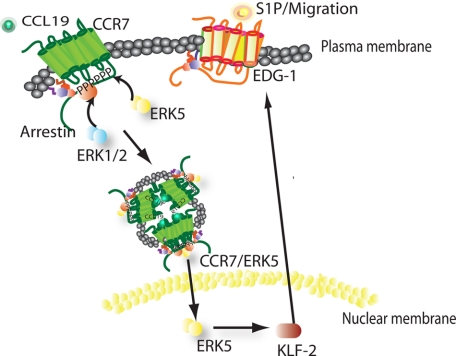 S1P/Migration
CCL19
CCR7
Plasma membrane
EDG-1
PPPPPP
ERK5
Arrestin
ERK1/2
CCR7/ERK5
Nuclear membrane
ERK5
KLF-2